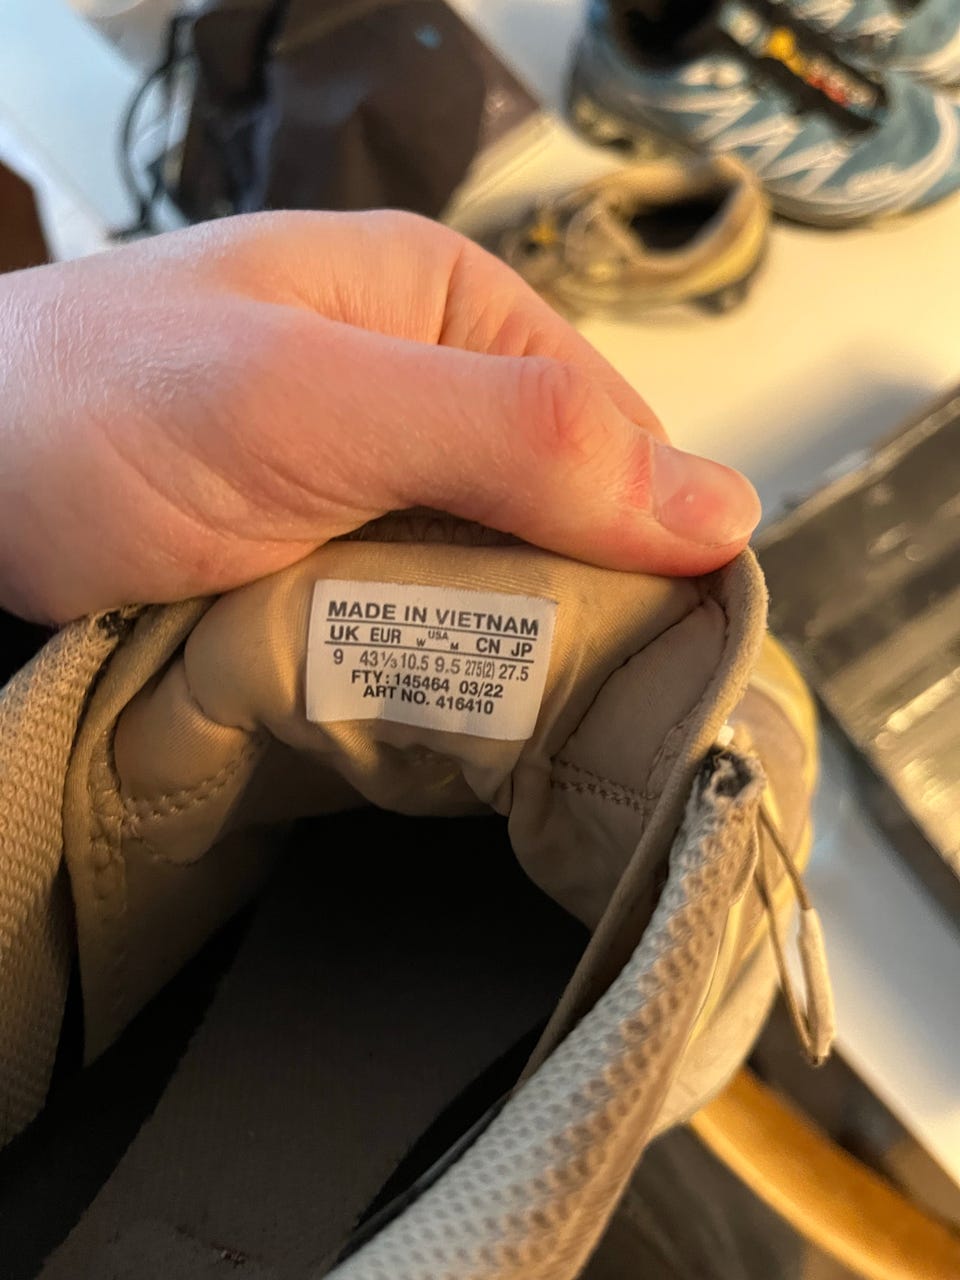 MADE IN VIETNAM
UK EUR W USA M CN JP
9 43⅓ 10.5 9.5 275(2) 27.5
FTY: 145464 03/22
ART NO. 416410